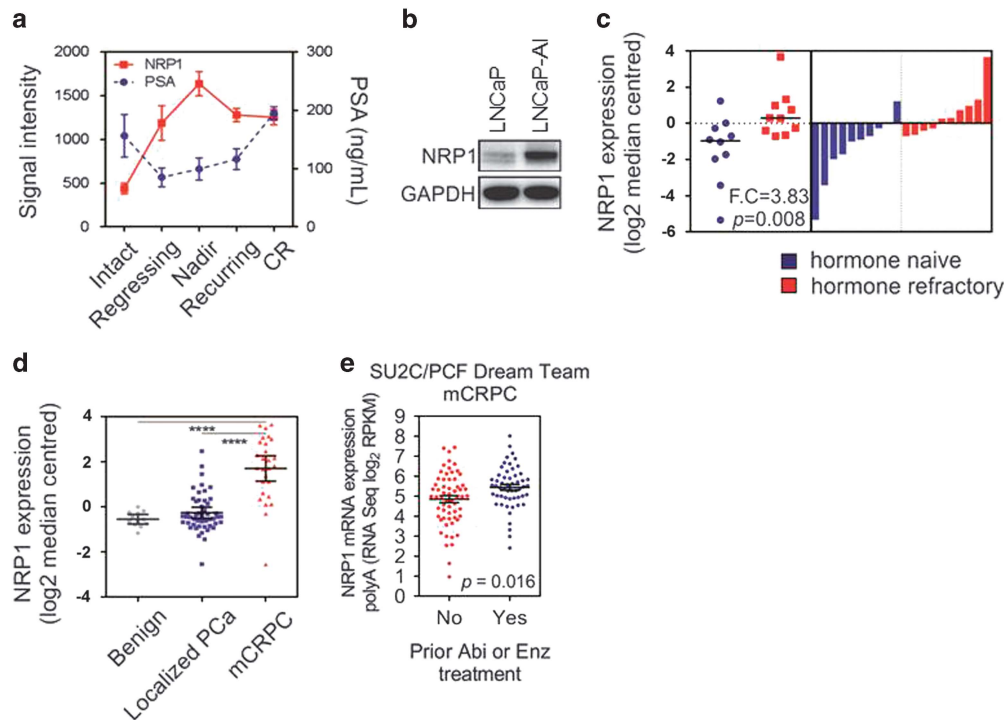 a
2000
1500
1000
500
0
Signal intensity
NRP1
PSA
300
200
100
0
PSA (ng/mL)
Intact
Regressing
Nadir
Recurring
CR
b
LNCaP
LNCaP-AI
NRP1
GAPDH
c
4
2
0
-2
-4
-6
NRP1 expression
(log2 median centred)
F.C=3.83
p=0.008
hormone naive
hormone refractory
d
4
2
0
-2
-4
NRP1 expression
(log2 median centred)
****
****
Benign
Localized PCa
mCRPC
e
SU2C/PCF Dream Team
mCRPC
NRP1 mRNA expression
polyA (RNA Seq log2 RPKM)
9
8
7
6
5
4
3
2
1
0
p = 0.016
No
Yes
Prior Abi or Enz
treatment